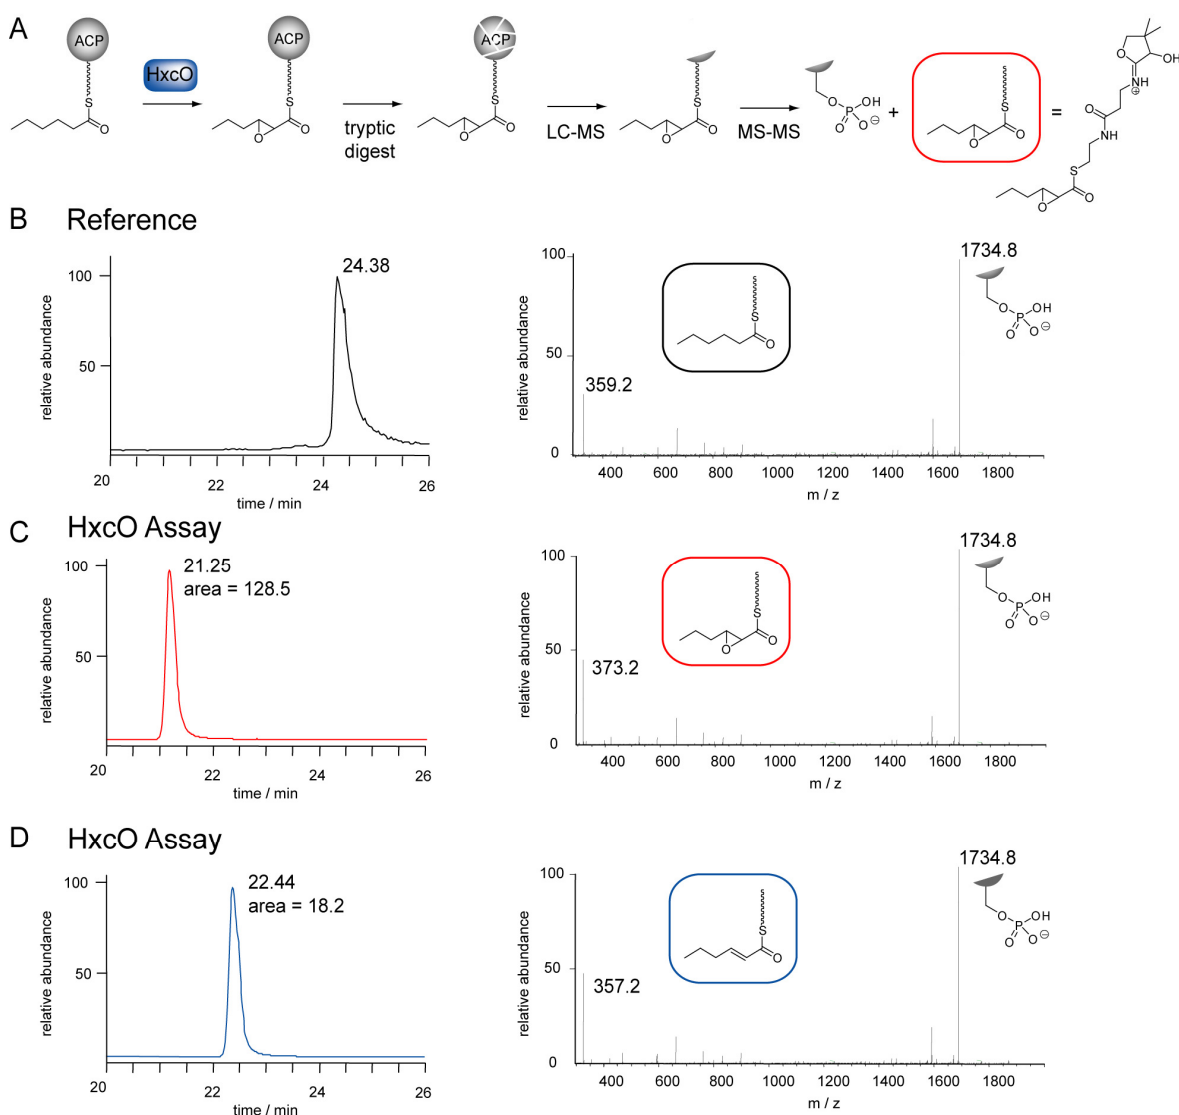 A
ACP
HxcO
ACP
ACP
S
O
S
O
O
tryptic
digest
S
O
O
LC-MS
S
O
O
MS-MS
O
P
OH
O
O
⊖
+
S
O
O
=
O
OH
NH
⊕
O
NH
S
O
O
B Reference
relative abundance
100
50
24.38
20 22 24 26
time / min
relative abundance
100
50
0
359.2
1734.8
S
O
O
P
OH
O
O
⊖
400 600 800 1000 1200 1400 1600 1800
m / z
C HxcO Assay
relative abundance
100
50
21.25
area = 128.5
20 22 24 26
time / min
relative abundance
100
50
0
373.2
1734.8
S
O
O
O
P
OH
O
O
⊖
400 600 800 1000 1200 1400 1600 1800
m / z
D HxcO Assay
relative abundance
100
50
22.44
area = 18.2
20 22 24 26
time / min
relative abundance
100
50
0
357.2
1734.8
S
O
O
P
OH
O
O
⊖
400 600 800 1000 1200 1400 1600 1800
m / z